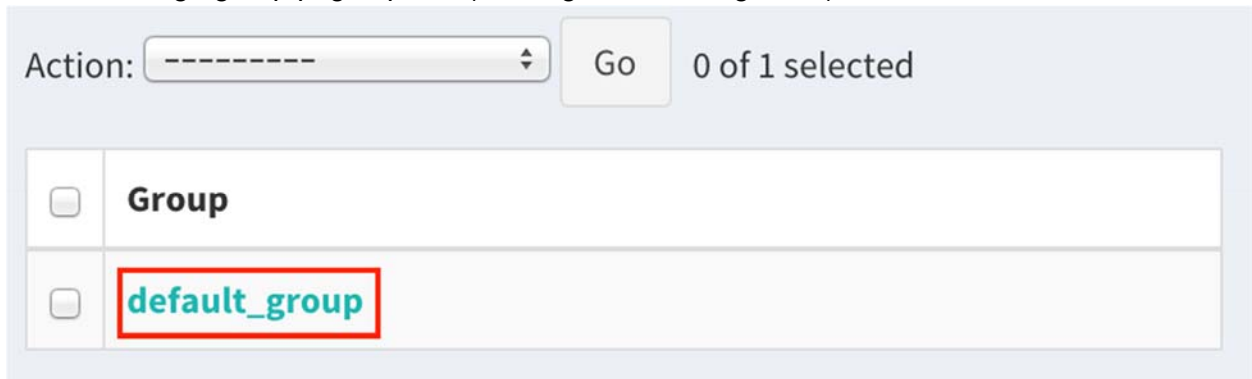 Action: --------- Go 0 of 1 selected
Group
default_group